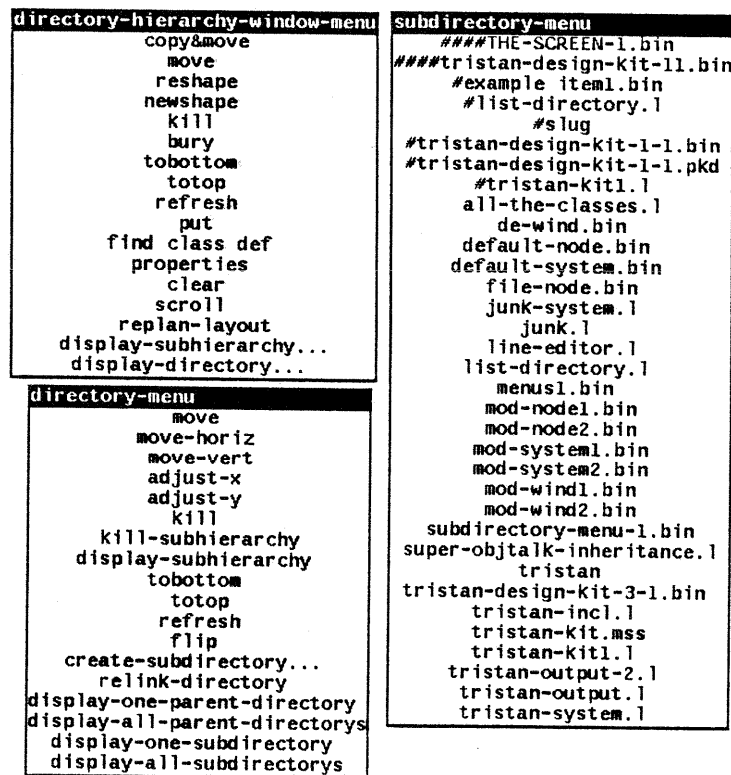 directory-hierarchy-window-menu
copy&move
move
reshape
newshape
kill
bury
tobottom
totop
refresh
put
find class def
properties
clear
scroll
replan-layout
display-subhierarchy...
display-directory...
directory-menu
move
move-horiz
move-vert
adjust-x
adjust-y
kill
kill-subhierarchy
display-subhierarchy
tobottom
totop
refresh
flip
create-subdirectory...
relink-directory
display-one-parent-directory
display-all-parent-directorys
display-one-subdirectory
display-all-subdirectorys
subdirectory-menu
####THE-SCREEN-1.bin
####tristan-design-kit-11.bin
#example item1.bin
#list-directory.l
#slug
#tristan-design-kit-1-1.bin
#tristan-design-kit-1-1.pkd
#tristan-kit1.l
all-the-classes.l
de-wind.bin
default-node.bin
default-system.bin
file-node.bin
junk-system.l
junk.l
line-editor.l
list-directory.l
menus1.bin
mod-node1.bin
mod-node2.bin
mod-system1.bin
mod-system2.bin
mod-wind1.bin
mod-wind2.bin
subdirectory-menu-1.bin
super-objtalk-inheritance.l
tristan
tristan-design-kit-3-1.bin
tristan-incl.l
tristan-kit.mss
tristan-kit1.l
tristan-output-2.l
tristan-output.l
tristan-system.l